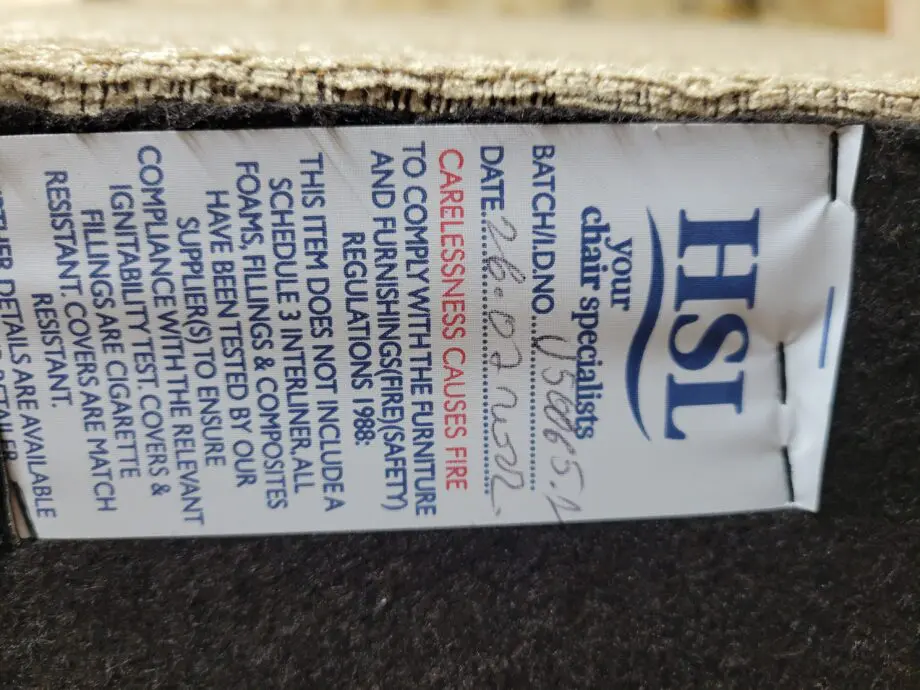 HSL
your
chair specialists
BATCH/I.D.NO
DATE 26.07
CARELESSNESS CAUSES FIRE
TO COMPLY WITH THE FURNITURE
AND FURNISHINGS(FIRE)(SAFETY)
REGULATIONS 1988:
THIS ITEM DOES NOT INCLUDE A
SCHEDULE 3 INTERLINER. ALL
FOAMS, FILLINGS & COMPOSITES
HAVE BEEN TESTED BY OUR
SUPPLIER(S) TO ENSURE
COMPLIANCE WITH THE RELEVANT
IGNITABILITY TEST. COVERS &
FILLINGS ARE CIGARETTE
RESISTANT. COVERS ARE MATCH
RESISTANT.
DETAILS ARE AVAILABLE